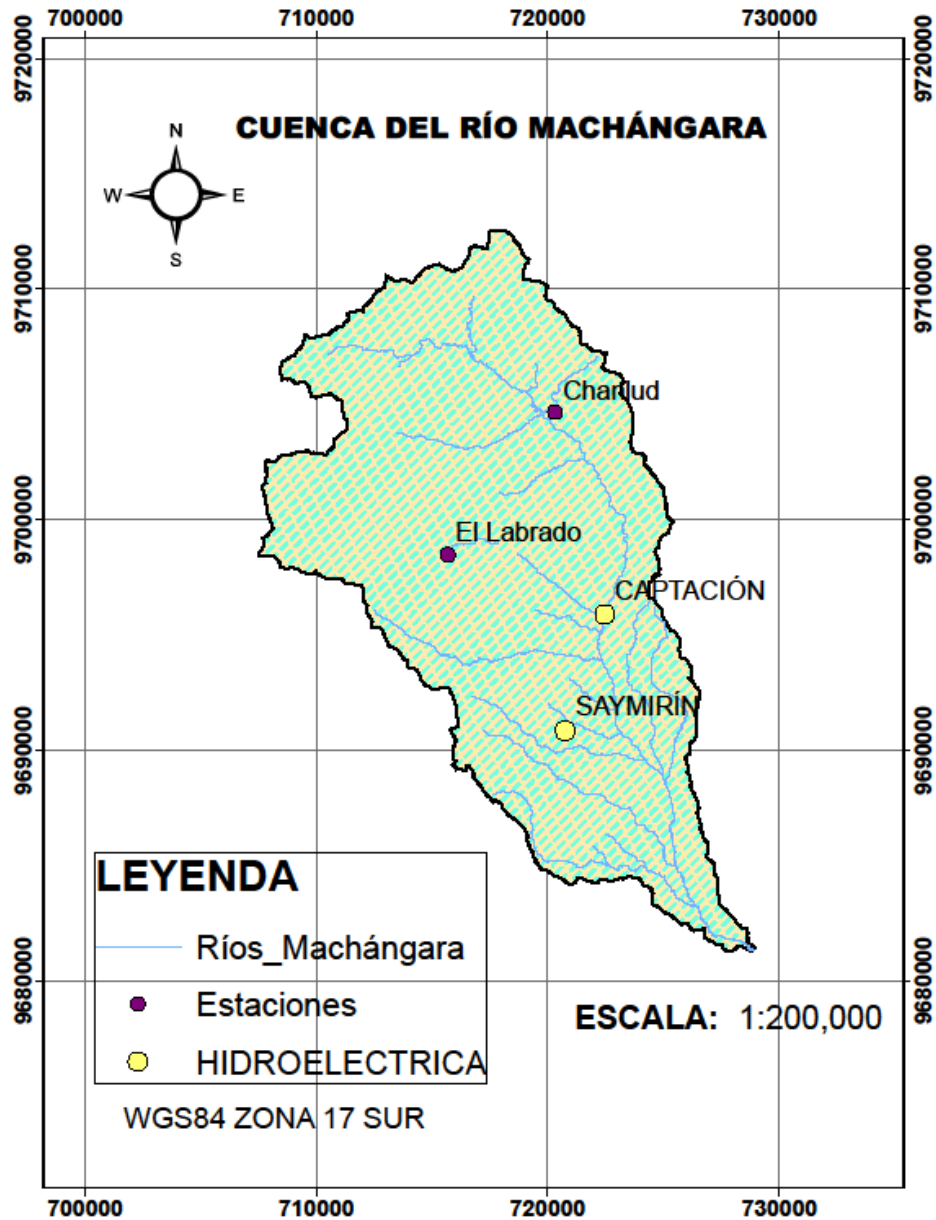 700000 710000 720000 730000
9720000 9720000
CUENCA DEL RÍO MACHÁNGARA
N
W E
S
9710000 9710000
Chanlud
9700000 9700000
El Labrado
CAPTACIÓN
SAYMIRÍN
9690000 9690000
LEYENDA
Ríos_Machángara
Estaciones
HIDROELECTRICA
9680000 9680000
ESCALA: 1:200,000
WGS84 ZONA 17 SUR
700000 710000 720000 730000